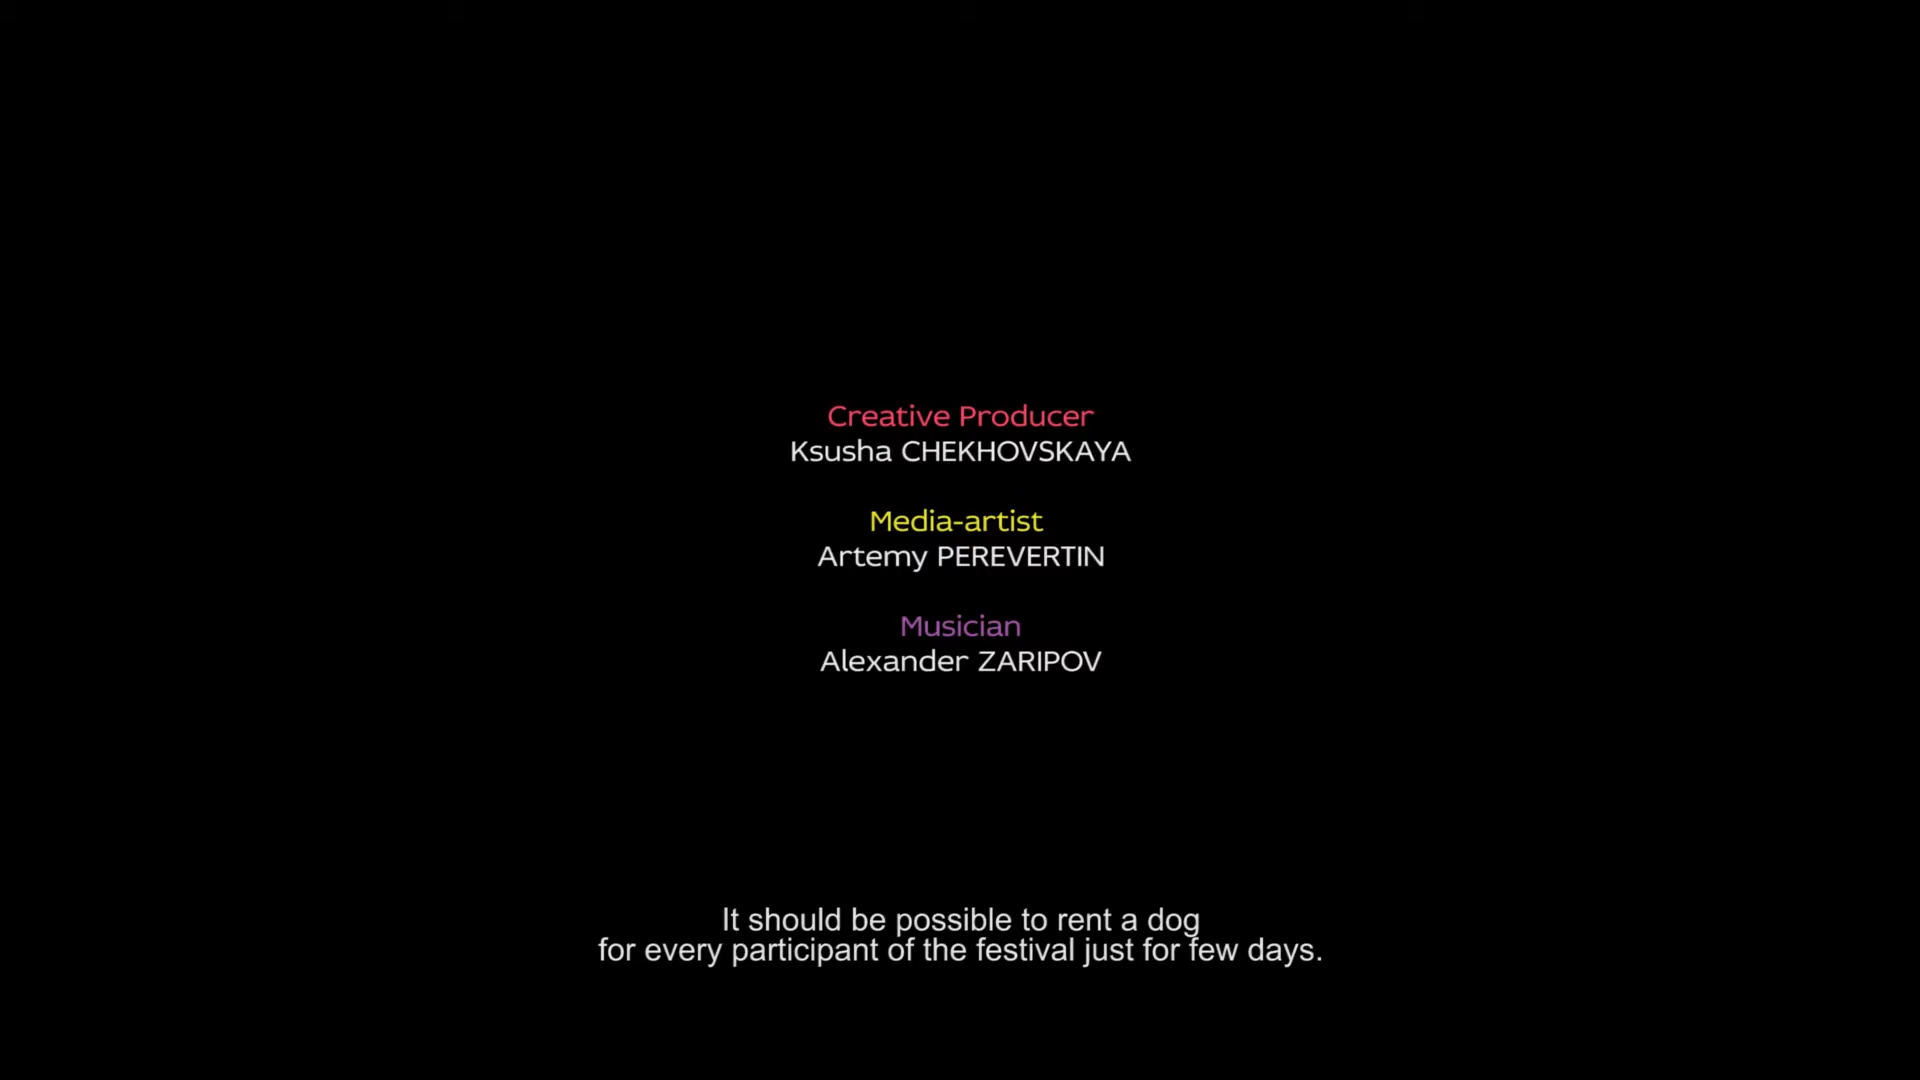 Creative Producer
Ksusha CHEKHOVSKAYA
Media-artist
Artemy PEREVERTIN
Musician
Alexander ZARIPOV
It should be possible to rent a dog
for every participant of the festival just for few days.